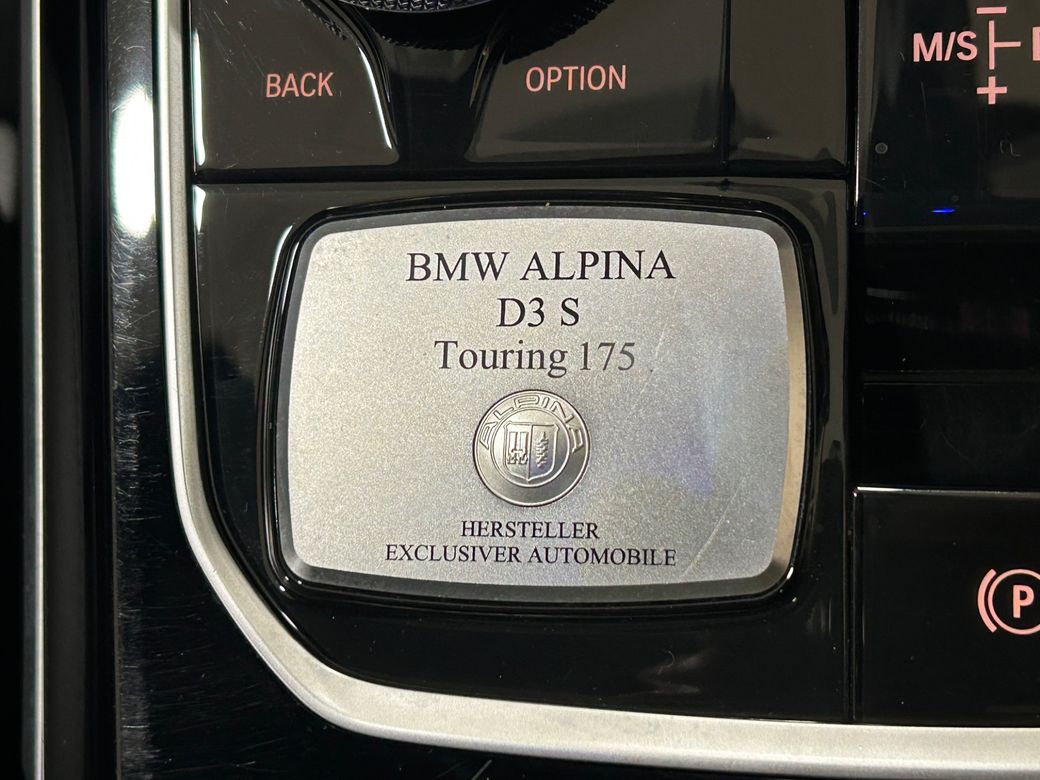 BACK
OPTION
M/S
+
BMW ALPINA
D3 S
Touring 175
ALPINA
HERSTELLER
EXCLUSIVER AUTOMOBILE
P